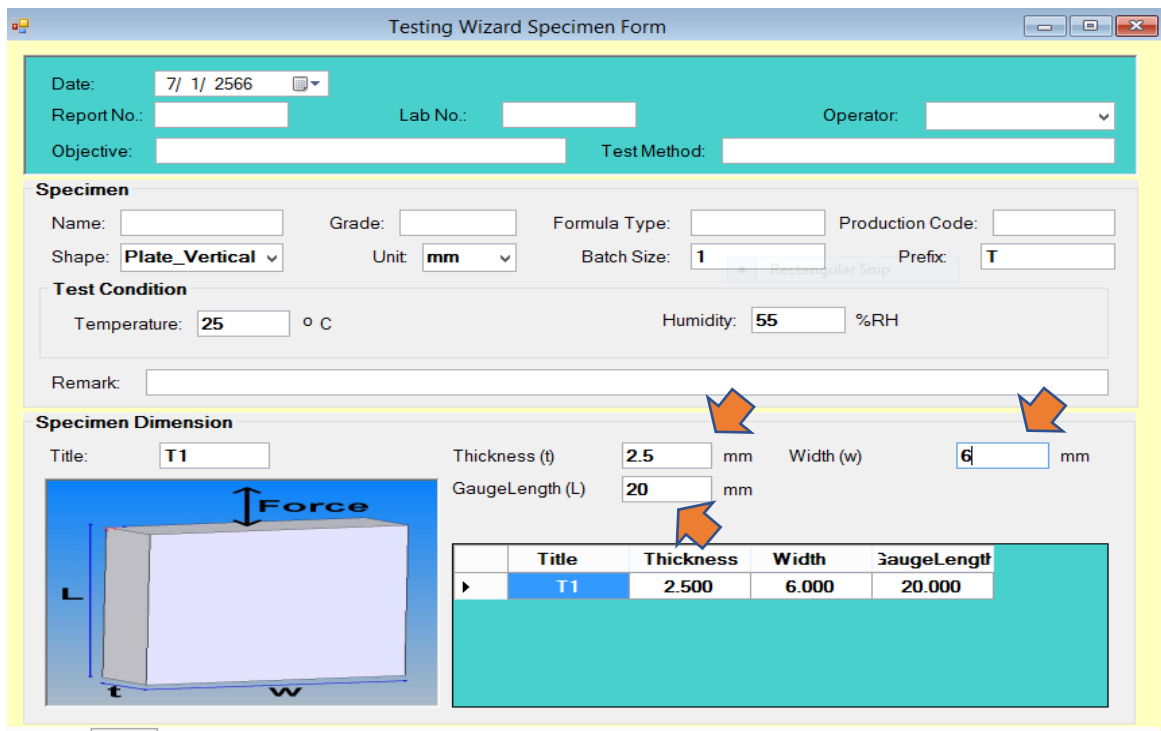 Testing Wizard Specimen Form
Date: 7/ 1/ 2566
Report No.: Lab No.: Operator:
Objective: Test Method:
Specimen
Name: Grade: Formula Type: Production Code:
Shape: Plate_Vertical Unit: mm Batch Size: 1 Prefix: T
Rectangular Snip
Test Condition
Temperature: 25 o C Humidity: 55 %RH
Remark:
Specimen Dimension
Title: T1 Thickness (t) 2.5 mm Width (w) 6 mm
GaugeLength (L) 20 mm
Force
L
t w
Title Thickness Width GaugeLengt
T1 2.500 6.000 20.000